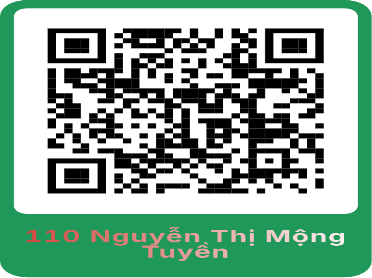 110 Nguyễn Thị Mộng
Tuyền